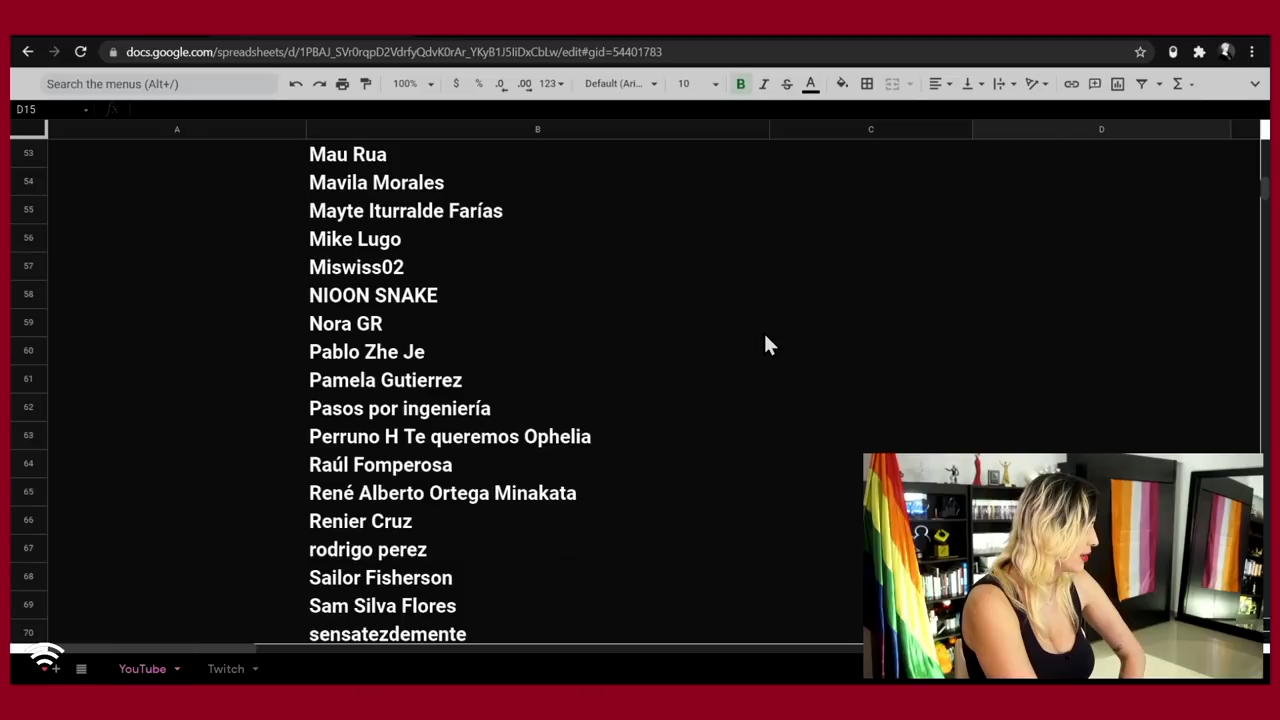 docs.google.com/spreadsheets/d/1PBAJ_SVr0rqpD2VdrfyQdvK0rAr_YKyB1J5IiDxCbLw/edit#gid=54401783
Search the menus (Alt+/) 100% $ % .0 .00 123 Default (Ari... 10 B I S A
D15 fx
A B C D
53 Mau Rua
54 Mavila Morales
55 Mayte Iturralde Farías
56 Mike Lugo
57 Miswiss02
58 NIOON SNAKE
59 Nora GR
60 Pablo Zhe Je
61 Pamela Gutierrez
62 Pasos por ingeniería
63 Perruno H Te queremos Ophelia
64 Raúl Fomperosa
65 René Alberto Ortega Minakata
66 Renier Cruz
67 rodrigo perez
68 Sailor Fisherson
69 Sam Silva Flores
70 sensatezdemente
YouTube Twitch